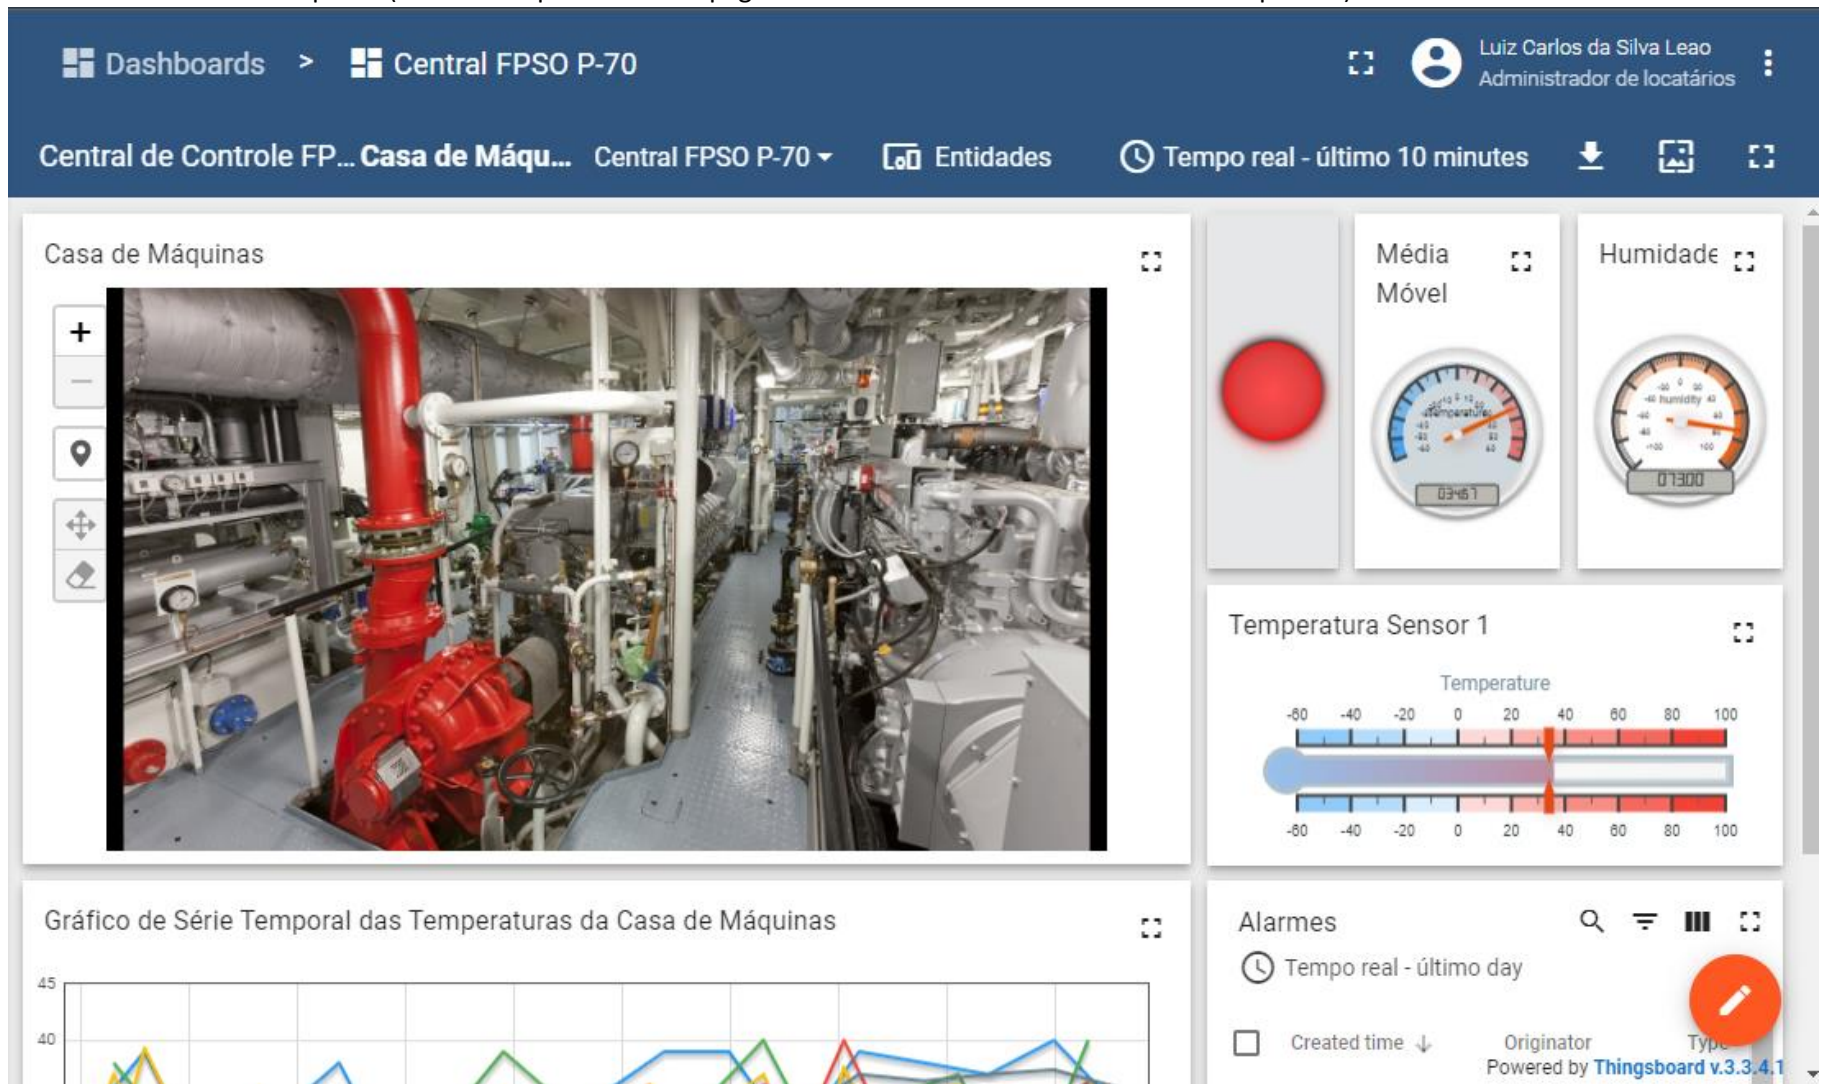 Dashboards > Central FPSO P-70
Luiz Carlos da Silva Leao
Administrador de locatários
Central de Controle FP... Casa de Máqu... Central FPSO P-70 Entidades Tempo real - último 10 minutes
Casa de Máquinas
+
−
Média
Móvel
Humidade
humidity
Temperatura Sensor 1
Temperature
-60 -40 -20 0 20 40 60 80 100
-60 -40 -20 0 20 40 60 80 100
Gráfico de Série Temporal das Temperaturas da Casa de Máquinas
45
40
Alarmes
Tempo real - último day
Created time Originator Type
Powered by Thingsboard v.3.3.4.1